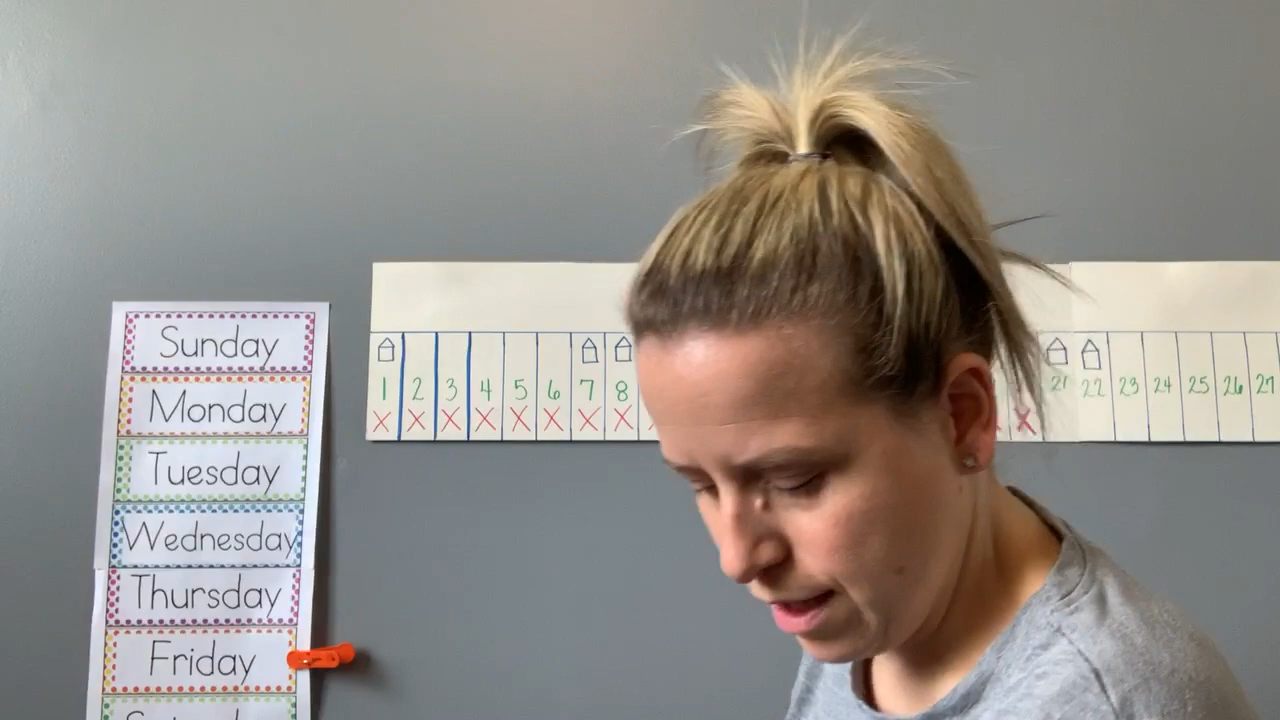 Sunday
Monday
Tuesday
Wednesday
Thursday
Friday
1 2 3 4 5 6 7 8 21 22 23 24 25 26 27
X X X X X X X X X